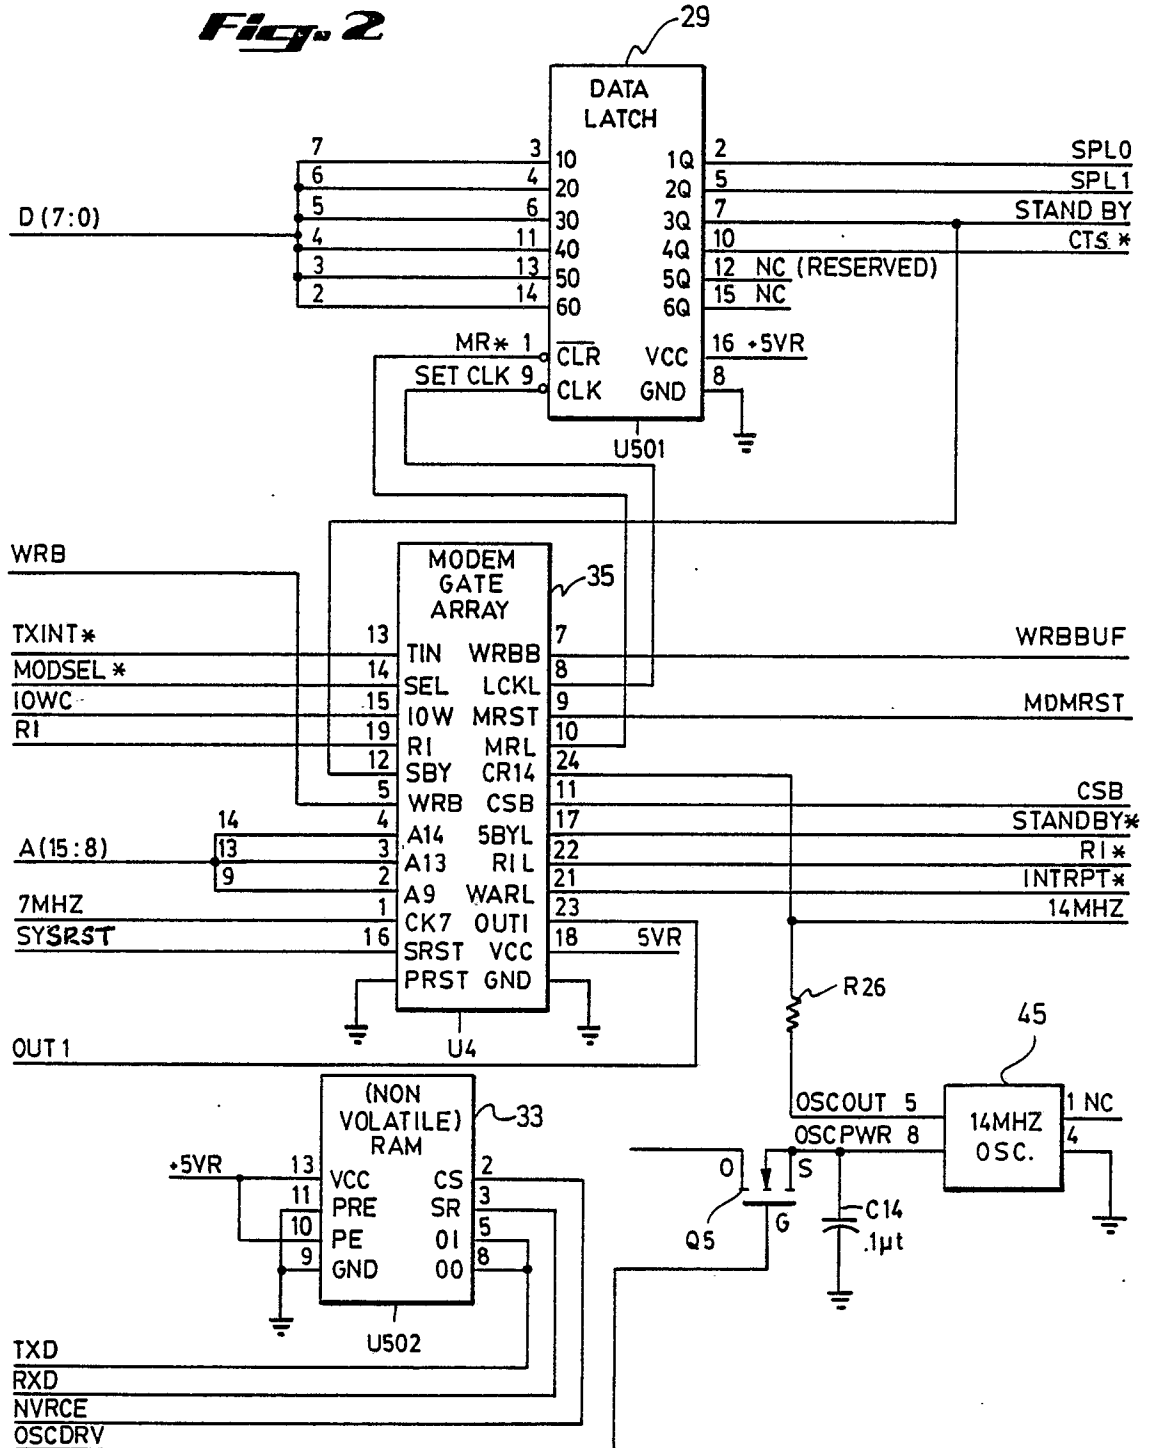 Fig. 2
29
DATA
LATCH
7 3 1D 1Q 2 SPL0
6 4 2D 2Q 5 SPL1
5 6 3D 3Q 7 STAND BY
D (7:0)
4 11 4D 4Q 10 CTS *
3 13 5D 5Q 12 NC (RESERVED)
2 14 6D 6Q 15 NC
MR* 1 CLR VCC 16 +5VR
SET CLK 9 CLK GND 8
U501
WRB
MODEM
GATE
ARRAY
35
TXINT* 13 TIN WRBB 7 WRBBUF
MODSEL * 14 SEL LCKL 8
IOWC 15 IOW MRST 9 MDMRST
RI 19 RI MRL 10
12 SBY CR14 24
5 WRB CSB 11 CSB
14 4 A14 5BYL 17 STANDBY*
A (15:8) 13 3 A13 RIL 22 RI*
9 2 A9 WARL 21 INTRPT*
7MHZ 1 CK7 OUT1 23 14MHZ
SYSRST 16 SRST VCC 18 5VR
PRST GND
R26
U4
45
OUT 1
(NON
VOLATILE)
RAM
33
OSCOUT 5
14MHZ
OSC.
1 NC
OSCPWR 8
4
+5VR 13 VCC CS 2
11 PRE SR 3
10 PE OI 5
9 GND OO 8
O S
G
Q5
C14
.1µt
U502
TXD
RXD
NVRCE
OSCDRV